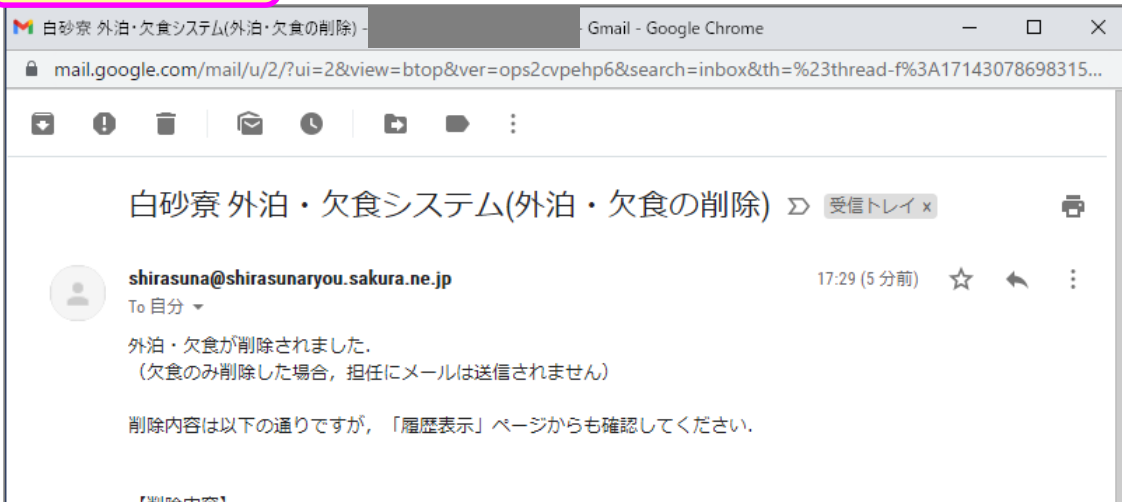 白砂寮 外泊・欠食システム(外泊・欠食の削除) - - Gmail - Google Chrome
mail.google.com/mail/u/2/?ui=2&view=btop&ver=ops2cvpehp6&search=inbox&th=%23thread-f%3A17143078698315...
白砂寮 外泊・欠食システム(外泊・欠食の削除) 受信トレイ x
shirasuna@shirasunaryou.sakura.ne.jp 17:29 (5 分前)
To 自分
外泊・欠食が削除されました.
（欠食のみ削除した場合，担任にメールは送信されません）
削除内容は以下の通りですが，「履歴表示」ページからも確認してください.
【削除内容】